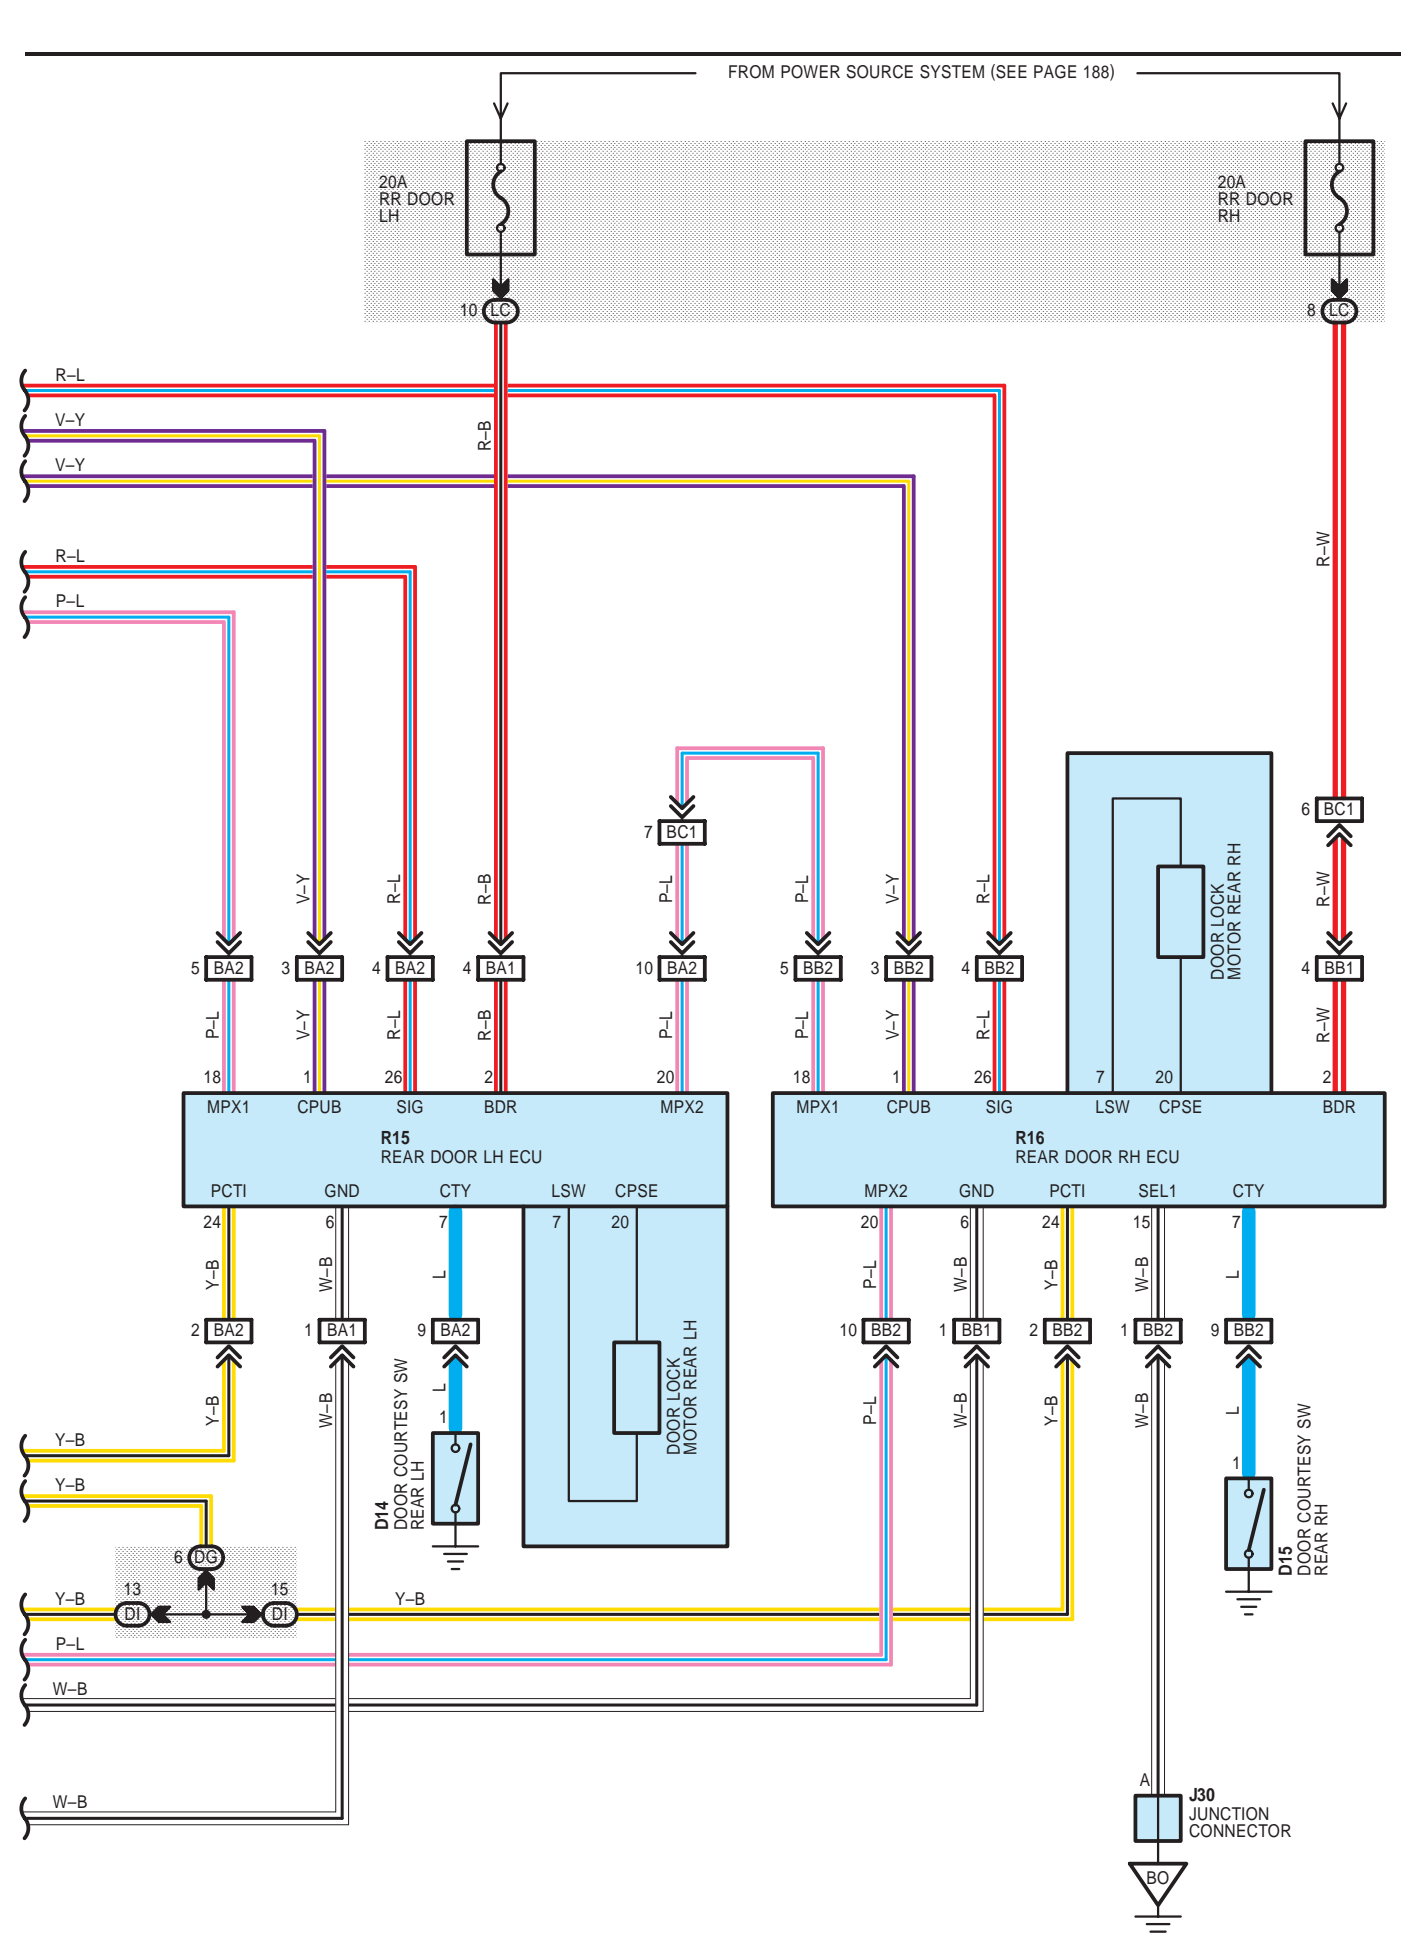 FROM POWER SOURCE SYSTEM (SEE PAGE 188)
20A
RR DOOR
LH
20A
RR DOOR
RH
10 LC
8 LC
R–L
V–Y
R–B
V–Y
R–W
R–L
P–L
6 BC1
7 BC1
DOOR LOCK
MOTOR REAR RH
V–Y
R–L
R–B
P–L
P–L
V–Y
R–L
R–W
5 BA2
3 BA2
4 BA2
4 BA1
10 BA2
5 BB2
3 BB2
4 BB2
4 BB1
P–L
V–Y
R–L
R–B
P–L
P–L
V–Y
R–L
R–W
18 1 26 2 20
18 1 26 7 20 2
MPX1 CPUB SIG BDR MPX2
MPX1 CPUB SIG LSW CPSE BDR
R15
REAR DOOR LH ECU
R16
REAR DOOR RH ECU
PCTI GND CTY LSW CPSE
MPX2 GND PCTI SEL1 CTY
24 6 7 7 20
20 6 24 15 7
Y–B
W–B
L
P–L
W–B
Y–B
W–B
L
2 BA2
1 BA1
9 BA2
10 BB2
1 BB1
2 BB2
1 BB2
9 BB2
DOOR LOCK
MOTOR REAR LH
Y–B
W–B
L
P–L
W–B
Y–B
W–B
L
1
1
D14
DOOR COURTESY SW
REAR LH
D15
DOOR COURTESY SW
REAR RH
Y–B
Y–B
6 DG
Y–B
13
DI
15
DI
Y–B
P–L
W–B
W–B
A
J30
JUNCTION
CONNECTOR
BO